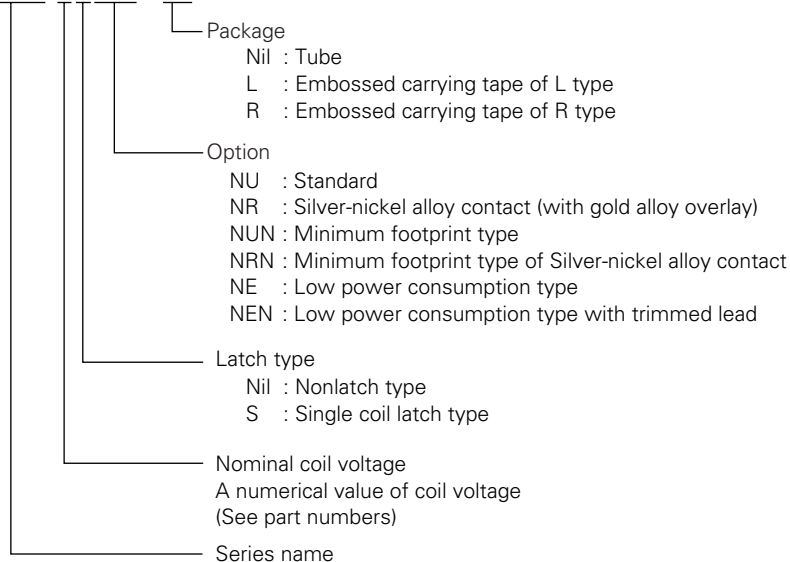 Package
Nil : Tube
L : Embossed carrying tape of L type
R : Embossed carrying tape of R type
Option
NU : Standard
NR : Silver-nickel alloy contact (with gold alloy overlay)
NUN : Minimum footprint type
NRN : Minimum footprint type of Silver-nickel alloy contact
NE : Low power consumption type
NEN : Low power consumption type with trimmed lead
Latch type
Nil : Nonlatch type
S : Single coil latch type
Nominal coil voltage
A numerical value of coil voltage
(See part numbers)
Series name